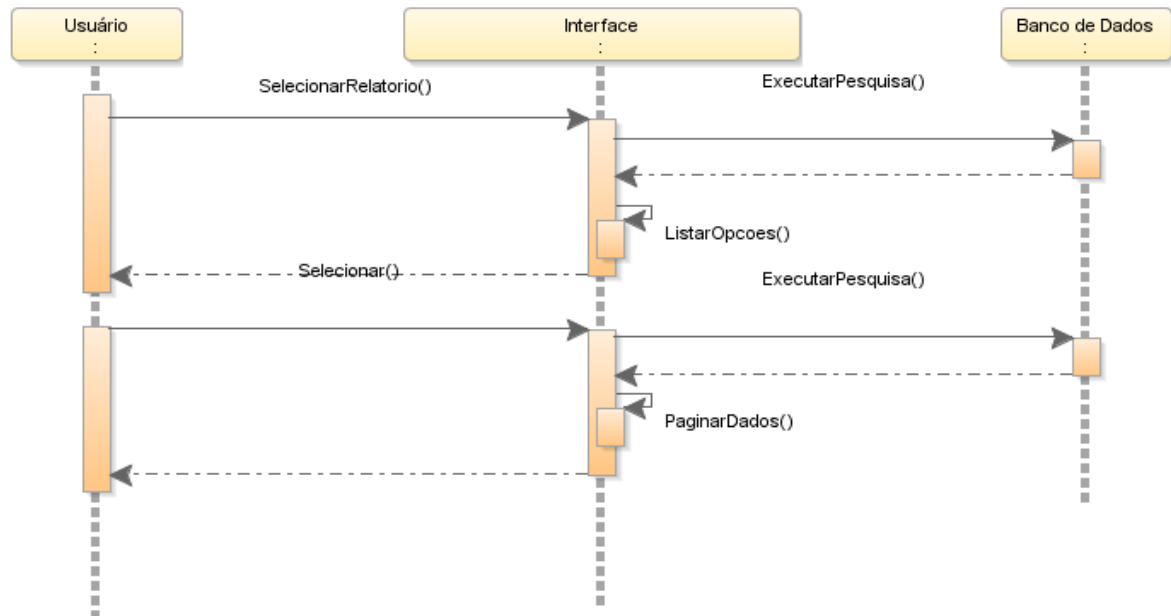 Usuário
:
Interface
:
Banco de Dados
:
SelecionarRelatorio()
ExecutarPesquisa()
ListarOpcoes()
Selecionar()
ExecutarPesquisa()
PaginarDados()